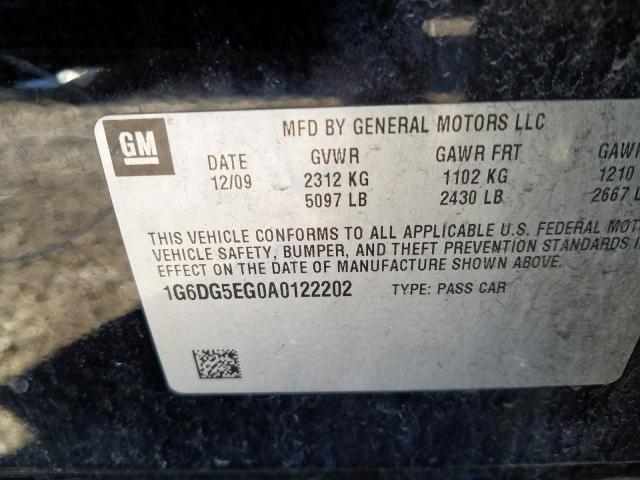 GM
MFD BY GENERAL MOTORS LLC
DATE GVWR GAWR FRT GAW
12/09 2312 KG 1102 KG 1210
5097 LB 2430 LB 2667 L
THIS VEHICLE CONFORMS TO ALL APPLICABLE U.S. FEDERAL MOT
VEHICLE SAFETY, BUMPER, AND THEFT PREVENTION STANDARDS I
EFFECT ON THE DATE OF MANUFACTURE SHOWN ABOVE.
1G6DG5EG0A0122202 TYPE: PASS CAR